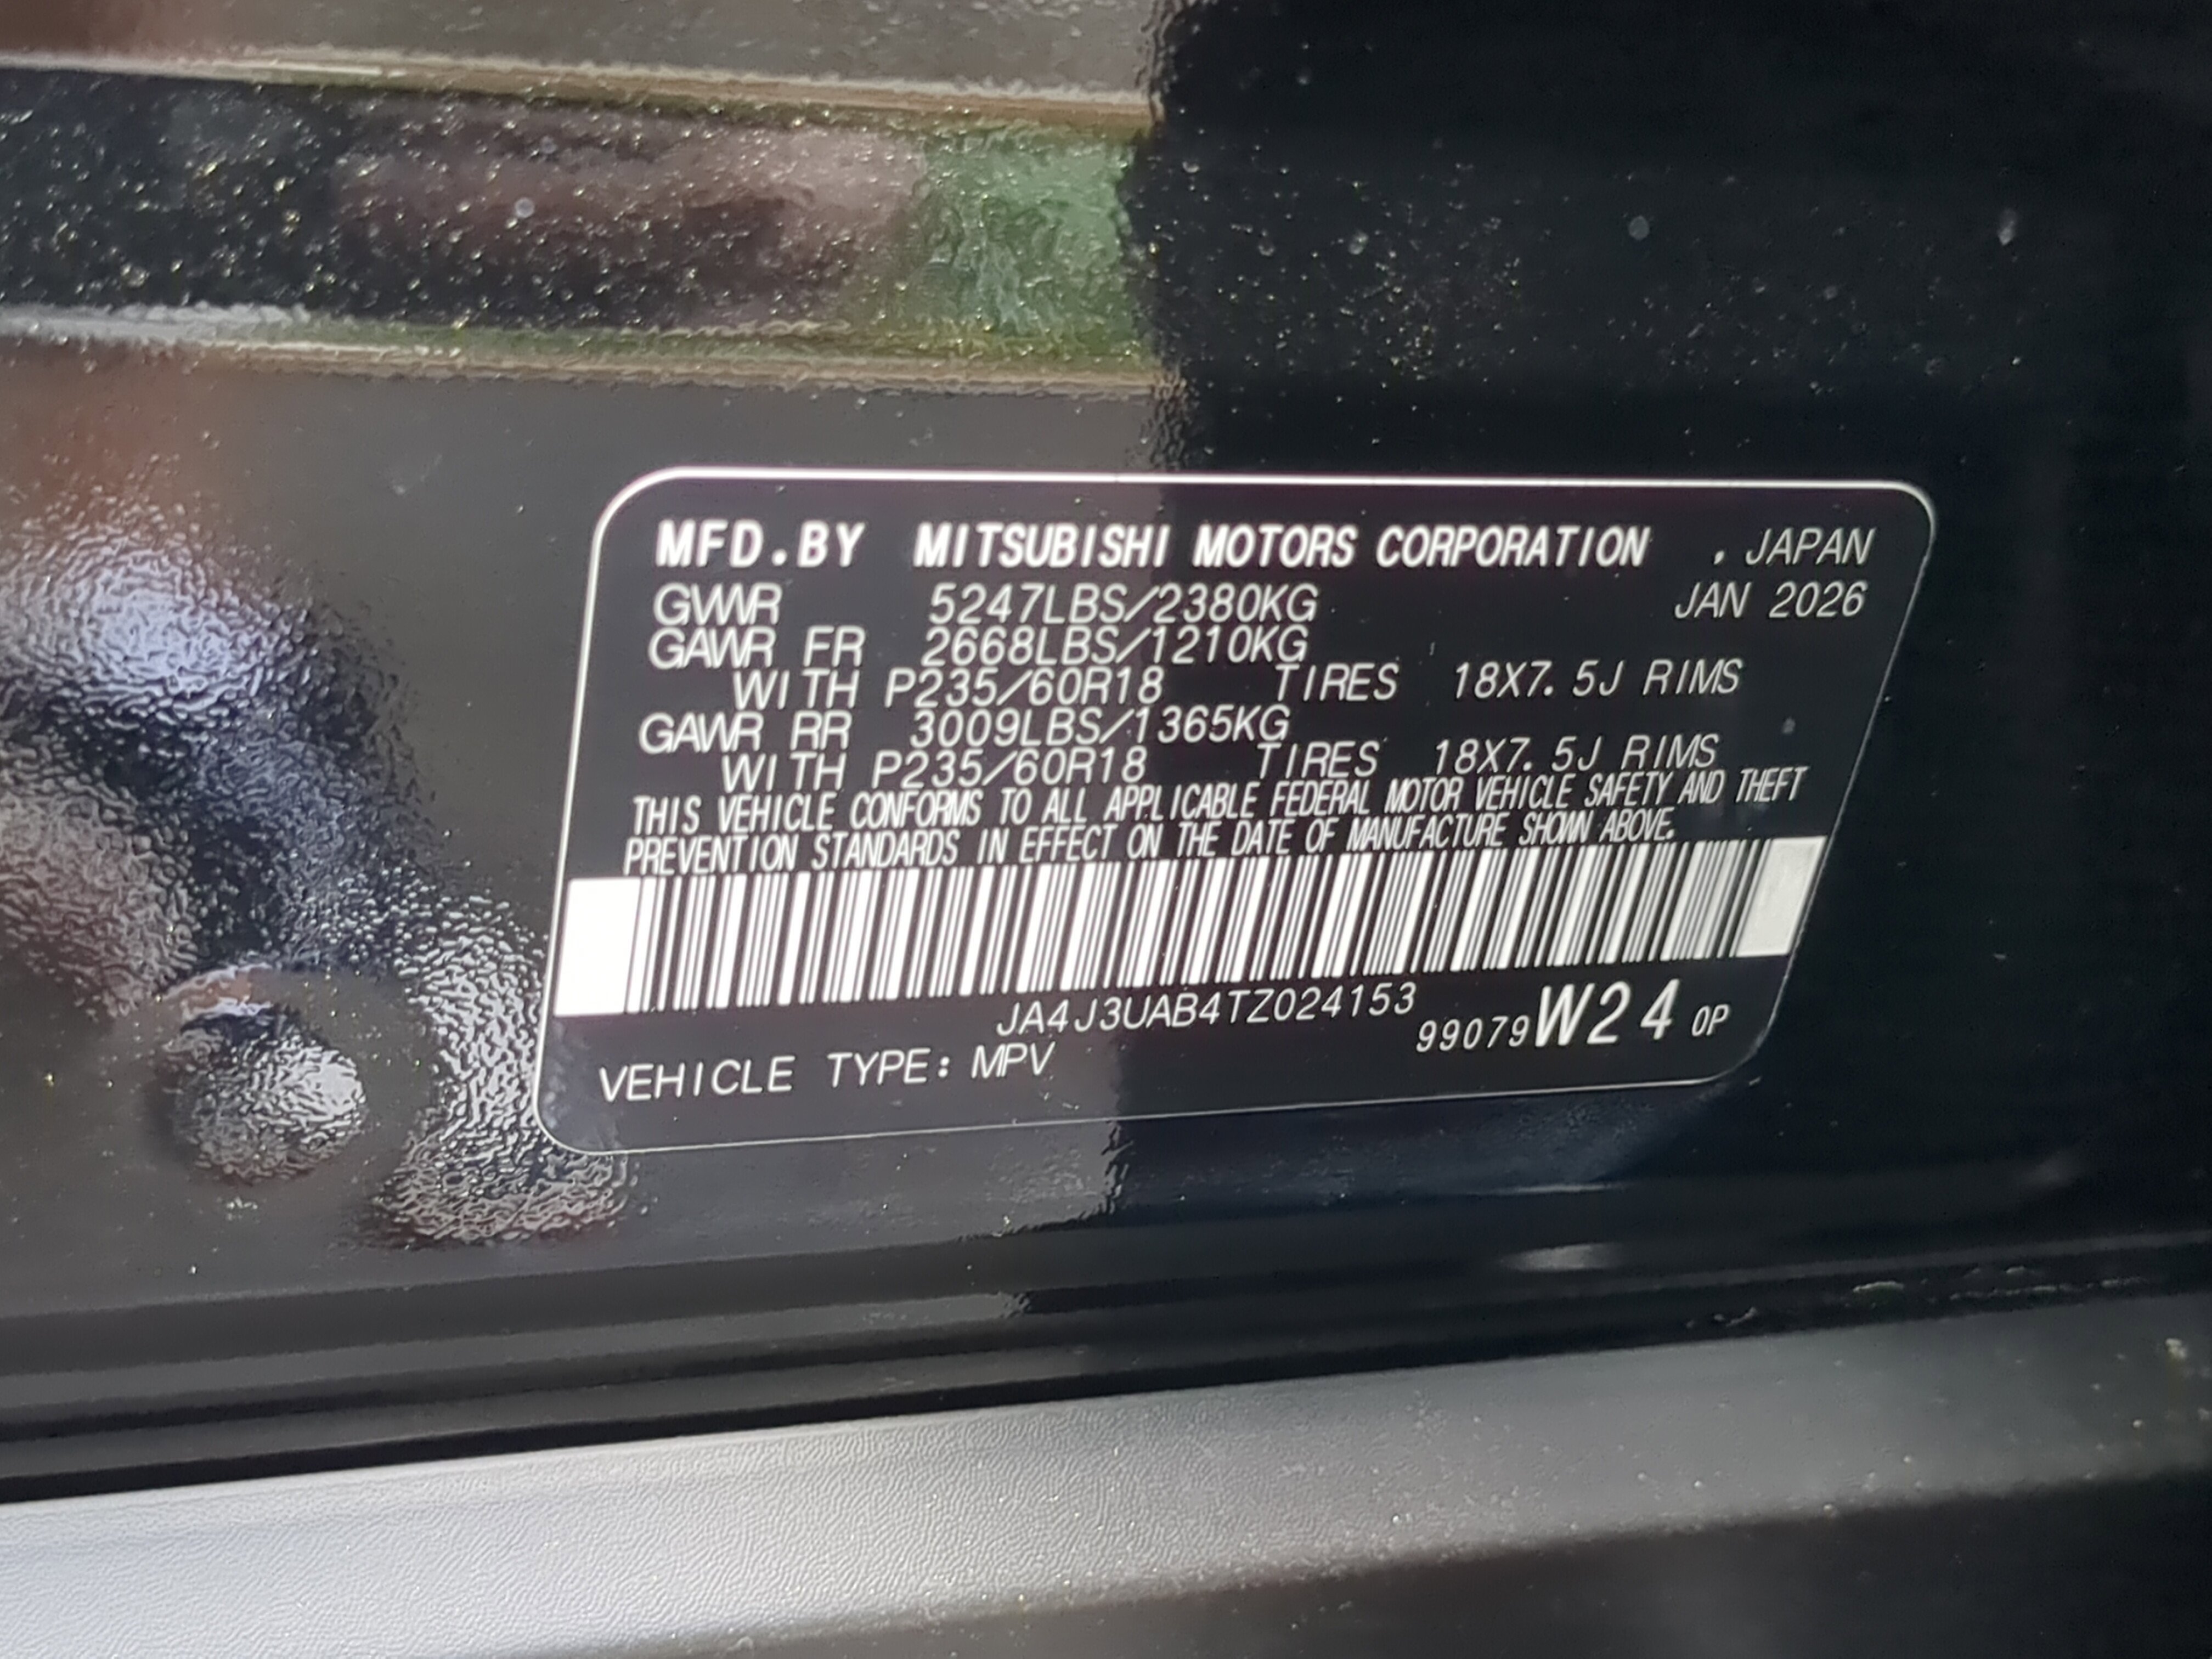 MFD.BY MITSUBISHI MOTORS CORPORATION . JAPAN
GVWR 5247LBS/2380KG JAN 2026
GAWR FR 2668LBS/1210KG
WITH P235/60R18 TIRES 18X7.5J RIMS
GAWR RR 3009LBS/1365KG
WITH P235/60R18 TIRES 18X7.5J RIMS
THIS VEHICLE CONFORMS TO ALL APPLICABLE FEDERAL MOTOR VEHICLE SAFETY AND THEFT
PREVENTION STANDARDS IN EFFECT ON THE DATE OF MANUFACTURE SHOWN ABOVE.
JA4J3UAB4TZ024153
99079W24 0P
VEHICLE TYPE: MPV